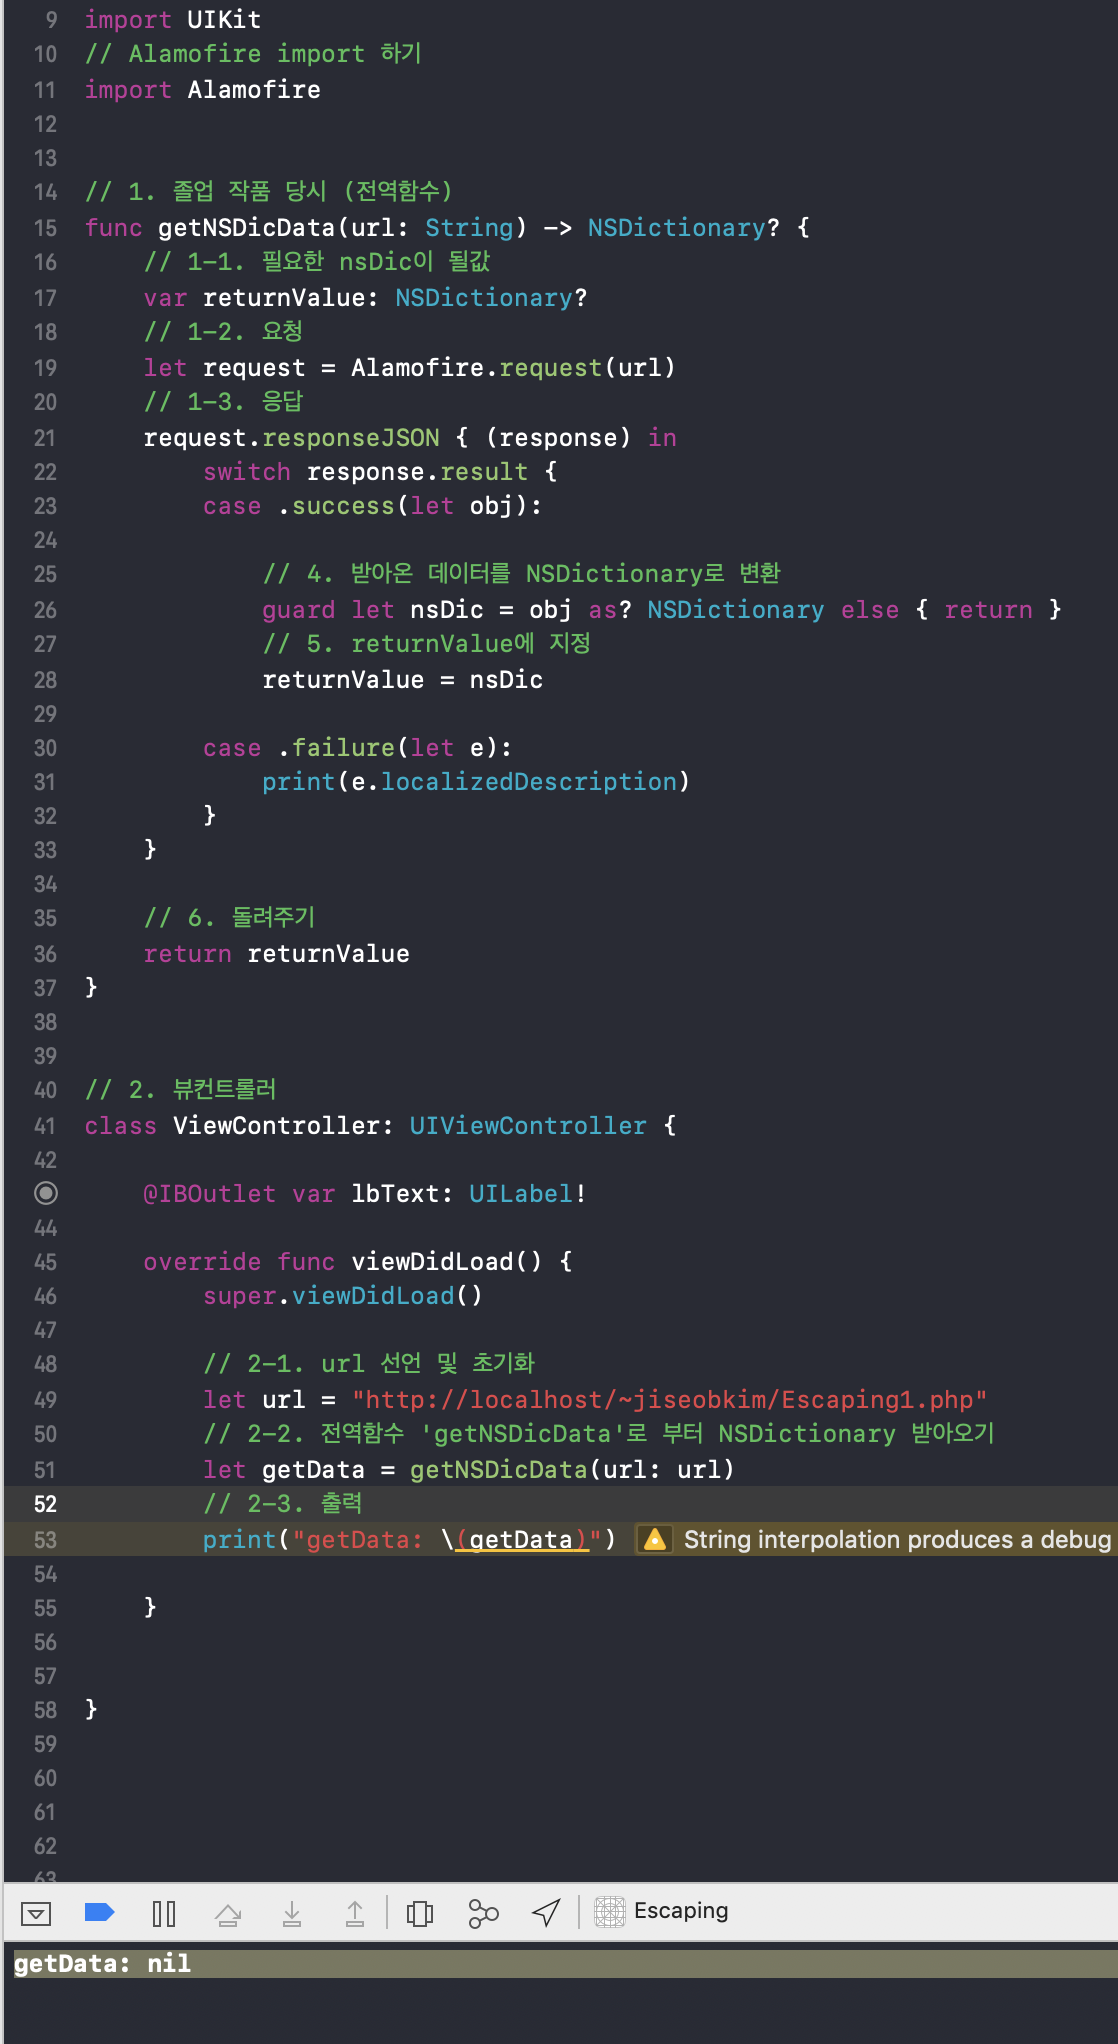 9 import UIKit
10 // Alamofire import 하기
11 import Alamofire
12
13
14 // 1. 졸업 작품 당시 (전역함수)
15 func getNSDicData(url: String) -> NSDictionary? {
16 // 1-1. 필요한 nsDic이 될값
17 var returnValue: NSDictionary?
18 // 1-2. 요청
19 let request = Alamofire.request(url)
20 // 1-3. 응답
21 request.responseJSON { (response) in
22 switch response.result {
23 case .success(let obj):
24
25 // 4. 받아온 데이터를 NSDictionary로 변환
26 guard let nsDic = obj as? NSDictionary else { return }
27 // 5. returnValue에 지정
28 returnValue = nsDic
29
30 case .failure(let e):
31 print(e.localizedDescription)
32 }
33 }
34
35 // 6. 돌려주기
36 return returnValue
37 }
38
39
40 // 2. 뷰컨트롤러
41 class ViewController: UIViewController {
42
@IBOutlet var lbText: UILabel!
44
45 override func viewDidLoad() {
46 super.viewDidLoad()
47
48 // 2-1. url 선언 및 초기화
49 let url = "http://localhost/~jiseobkim/Escaping1.php"
50 // 2-2. 전역함수 'getNSDicData'로 부터 NSDictionary 받아오기
51 let getData = getNSDicData(url: url)
52 // 2-3. 출력
53 print("getData: \(getData)") String interpolation produces a debug
54
55 }
56
57
58 }
59
60
61
62
63
Escaping
getData: nil